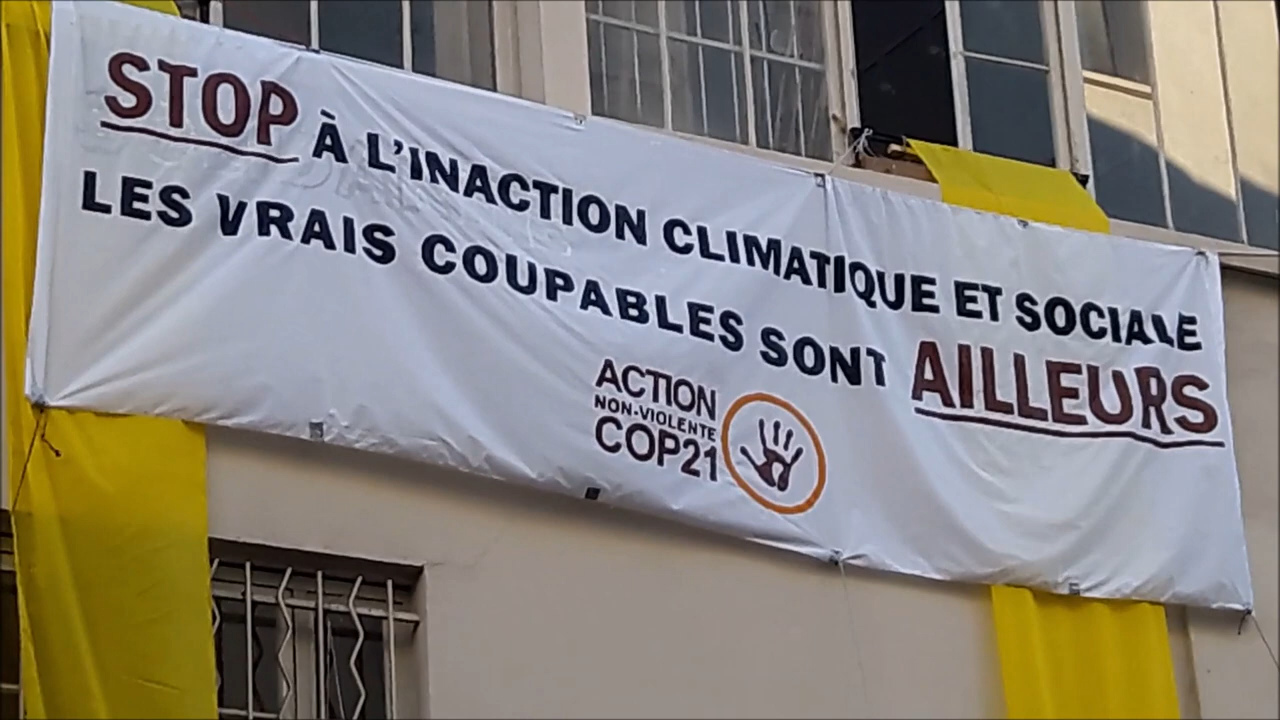 STOP À L'INACTION CLIMATIQUE ET SOCIALE
LES VRAIS COUPABLES SONT AILLEURS
ACTION
NON-VIOLENTE
COP21